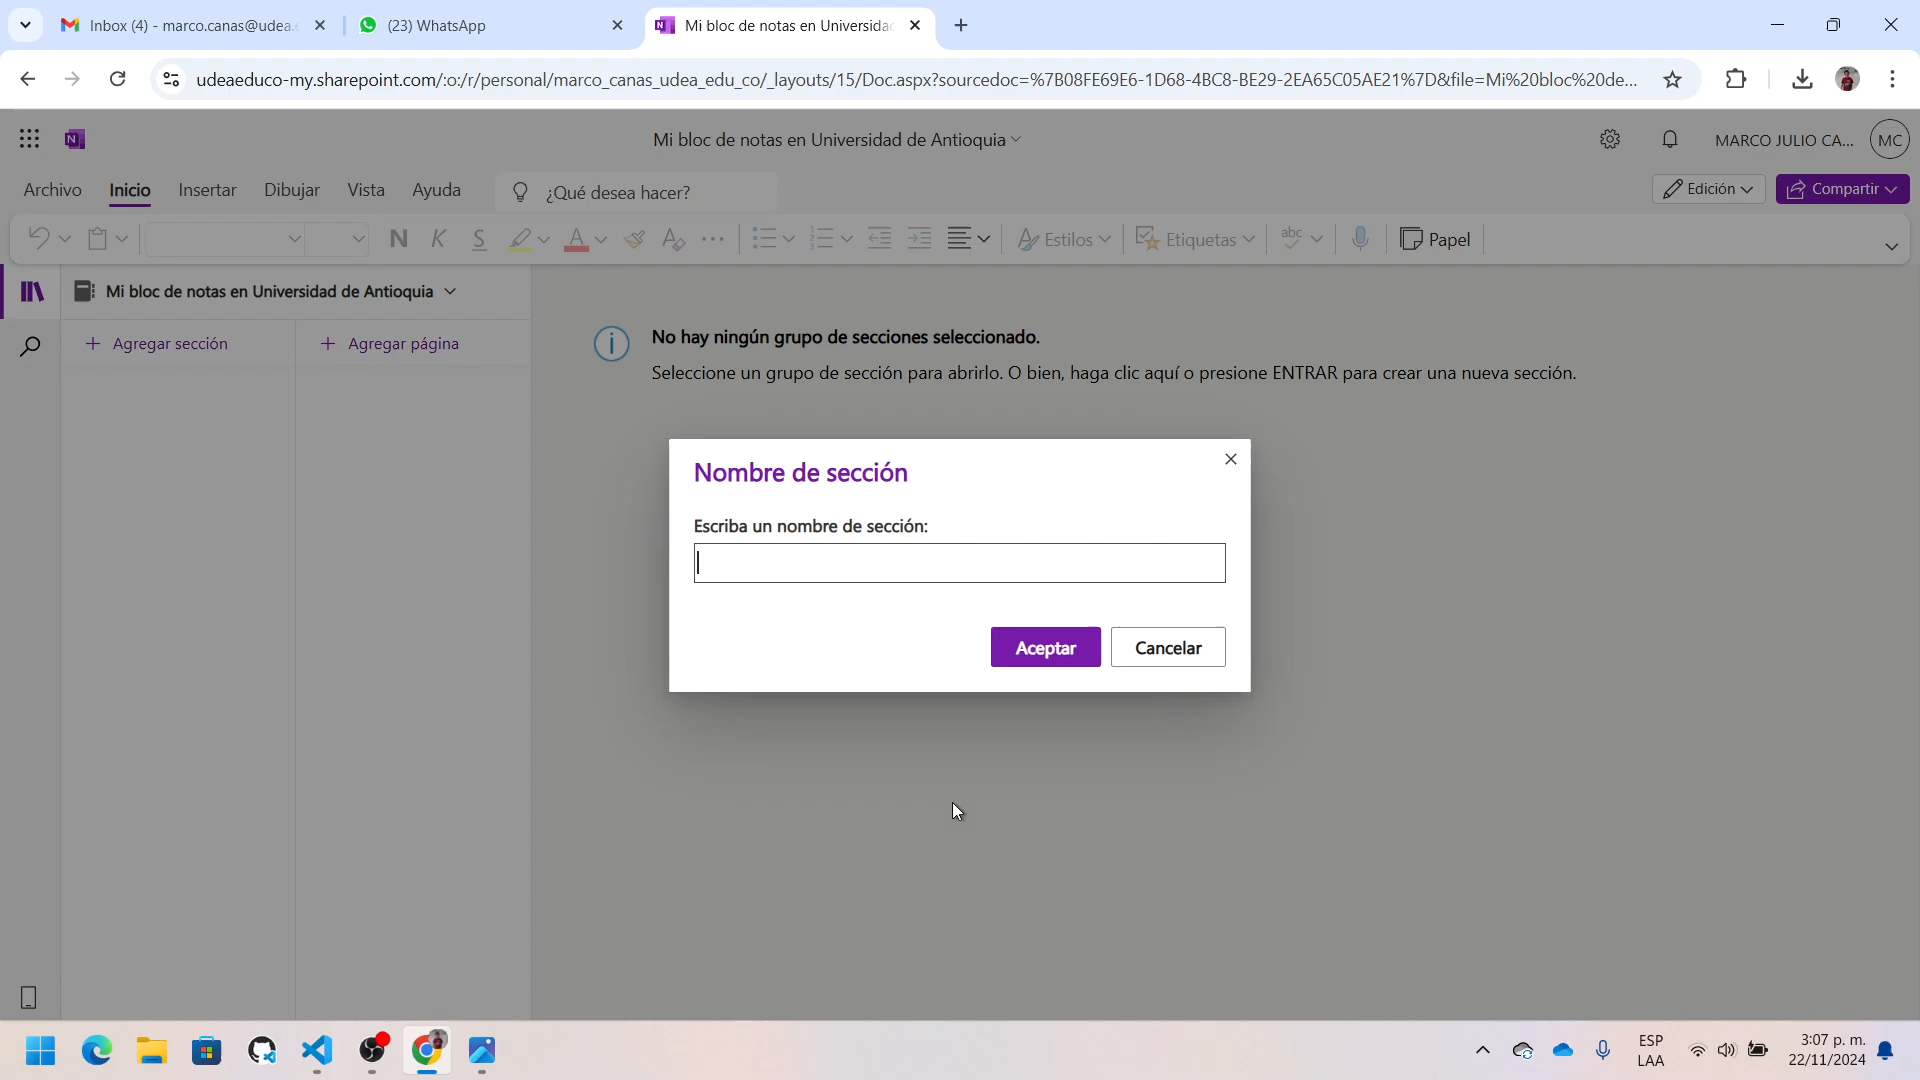 Inbox (4) - marco.canas@udea.e
(23) WhatsApp
Mi bloc de notas en Universidad
udeaeduco-my.sharepoint.com/:o:/r/personal/marco_canas_udea_edu_co/_layouts/15/Doc.aspx?sourcedoc=%7B08FE69E6-1D68-4BC8-BE29-2EA65C05AE21%7D&file=Mi%20bloc%20de...
Mi bloc de notas en Universidad de Antioquia
MARCO JULIO CA...
MC
Archivo
Inicio
Insertar
Dibujar
Vista
Ayuda
¿Qué desea hacer?
Edición
Compartir
N
K
S
Estilos
Etiquetas
abc
Papel
Mi bloc de notas en Universidad de Antioquia
Agregar sección
Agregar página
No hay ningún grupo de secciones seleccionado.
Seleccione un grupo de sección para abrirlo. O bien, haga clic aquí o presione ENTRAR para crear una nueva sección.
Nombre de sección
Escriba un nombre de sección:
Aceptar
Cancelar
ESP
LAA
3:07 p. m.
22/11/2024